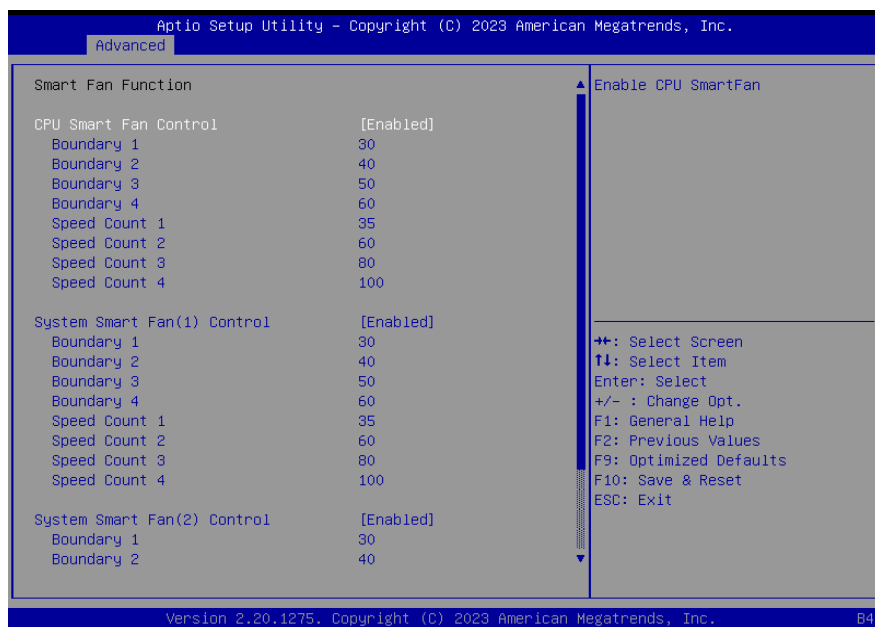 Aptio Setup Utility – Copyright (C) 2023 American Megatrends, Inc.
Advanced
Smart Fan Function
CPU Smart Fan Control [Enabled]
Boundary 1 30
Boundary 2 40
Boundary 3 50
Boundary 4 60
Speed Count 1 35
Speed Count 2 60
Speed Count 3 80
Speed Count 4 100
System Smart Fan(1) Control [Enabled]
Boundary 1 30
Boundary 2 40
Boundary 3 50
Boundary 4 60
Speed Count 1 35
Speed Count 2 60
Speed Count 3 80
Speed Count 4 100
System Smart Fan(2) Control [Enabled]
Boundary 1 30
Boundary 2 40
Enable CPU SmartFan
→←: Select Screen
↑↓: Select Item
Enter: Select
+/- : Change Opt.
F1: General Help
F2: Previous Values
F9: Optimized Defaults
F10: Save & Reset
ESC: Exit
Version 2.20.1275. Copyright (C) 2023 American Megatrends, Inc.
B4